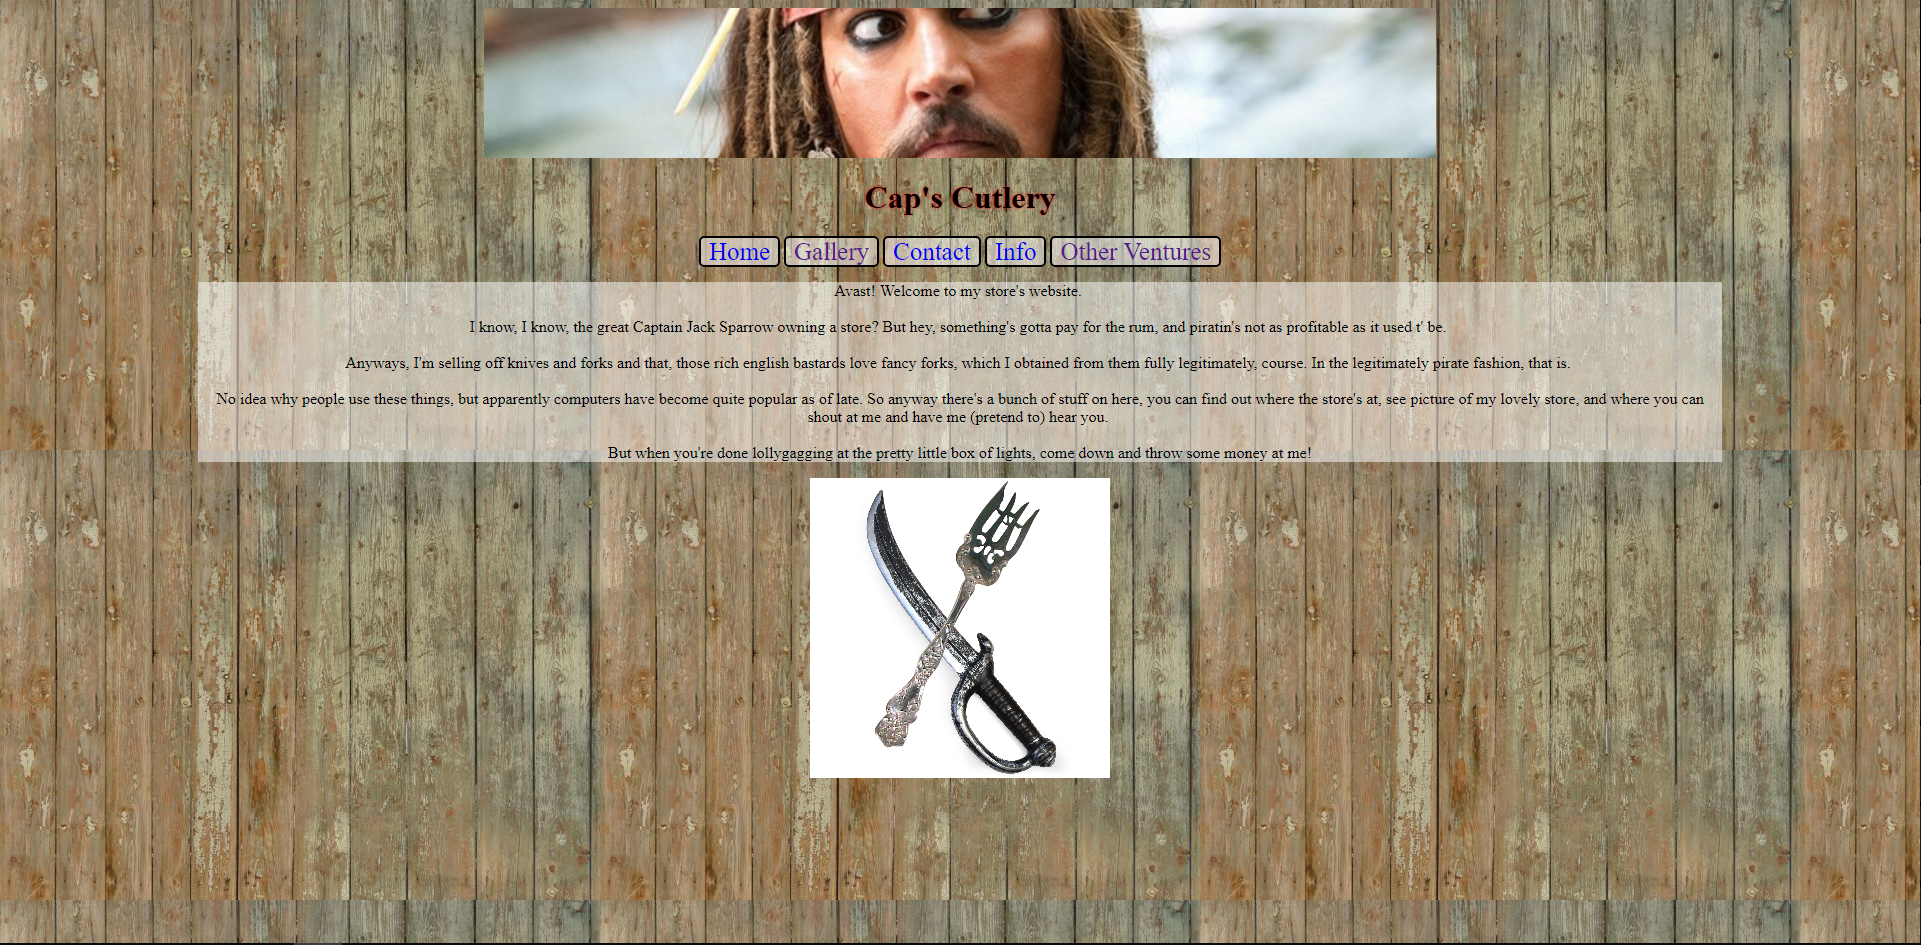 Cap's Cutlery
Home Gallery Contact Info Other Ventures
Avast! Welcome to my store's website.
I know, I know, the great Captain Jack Sparrow owning a store? But hey, something's gotta pay for the rum, and piratin's not as profitable as it used t' be.
Anyways, I'm selling off knives and forks and that, those rich english bastards love fancy forks, which I obtained from them fully legitimately, course. In the legitimately pirate fashion, that is.
No idea why people use these things, but apparently computers have become quite popular as of late. So anyway there's a bunch of stuff on here, you can find out where the store's at, see picture of my lovely store, and where you can
shout at me and have me (pretend to) hear you.
But when you're done lollygagging at the pretty little box of lights, come down and throw some money at me!